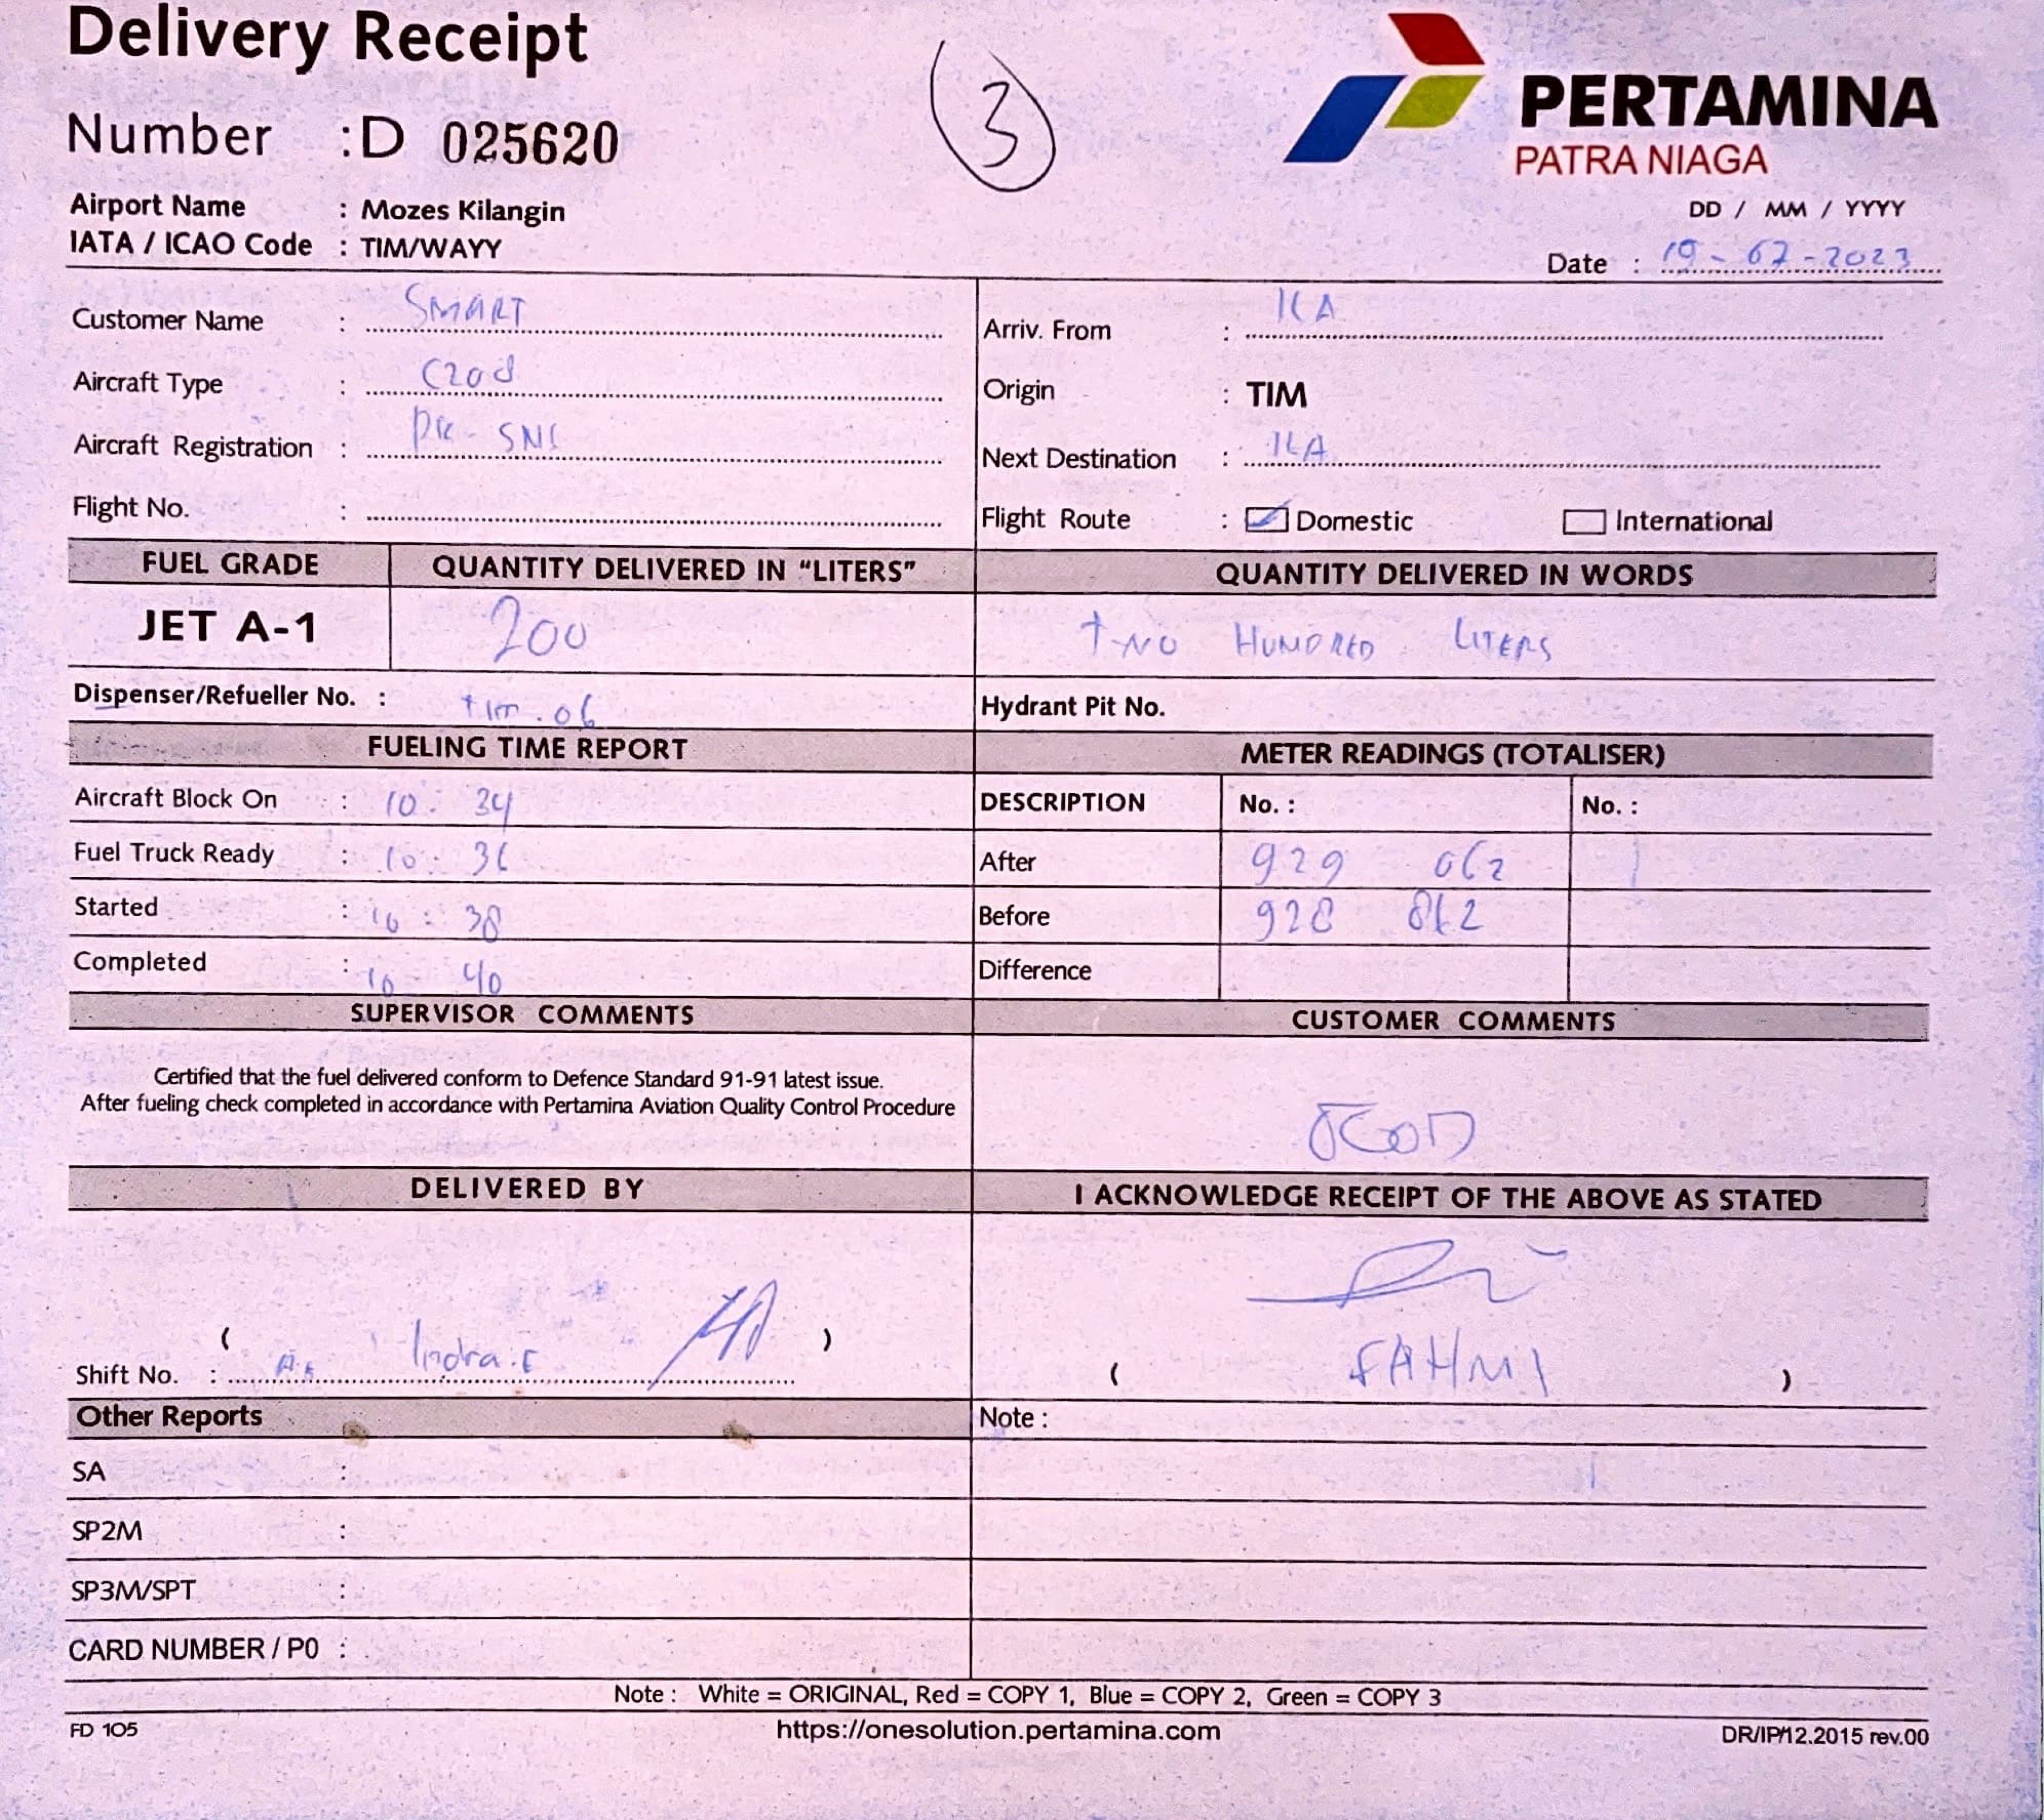 Delivery Receipt
3
Number : D 025620
PERTAMINA
PATRA NIAGA
Airport Name : Mozes Kilangin
IATA / ICAO Code : TIM/WAYY
DD / MM / YYYY
Date : 19 - 07 - 2023
Customer Name : SMART
Aircraft Type : C208
Aircraft Registration : PK - SNS
Flight No. :
Arriv. From : ILA
Origin : TIM
Next Destination : ILA
Flight Route : Domestic International
FUEL GRADE QUANTITY DELIVERED IN “LITERS” QUANTITY DELIVERED IN WORDS
JET A-1 200 TWO HUNDRED LITERS
Dispenser/Refueller No. : TIM . 06 Hydrant Pit No.
FUELING TIME REPORT
Aircraft Block On : 10 : 34
Fuel Truck Ready : 10 : 36
Started : 10 : 38
Completed : 10 40
METER READINGS (TOTALISER)
DESCRIPTION No. : No. :
After 929 062
Before 928 862
Difference
SUPERVISOR COMMENTS
Certified that the fuel delivered conform to Defence Standard 91-91 latest issue.
After fueling check completed in accordance with Pertamina Aviation Quality Control Procedure
CUSTOMER COMMENTS
DELIVERED BY
( Indra. )
Shift No. :
I ACKNOWLEDGE RECEIPT OF THE ABOVE AS STATED
( FAHMI )
Other Reports
SA :
SP2M :
SP3M/SPT :
CARD NUMBER / P0 :
Note :
Note : White = ORIGINAL, Red = COPY 1, Blue = COPY 2, Green = COPY 3
FD 105 https://onesolution.pertamina.com DR/IP/12.2015 rev.00